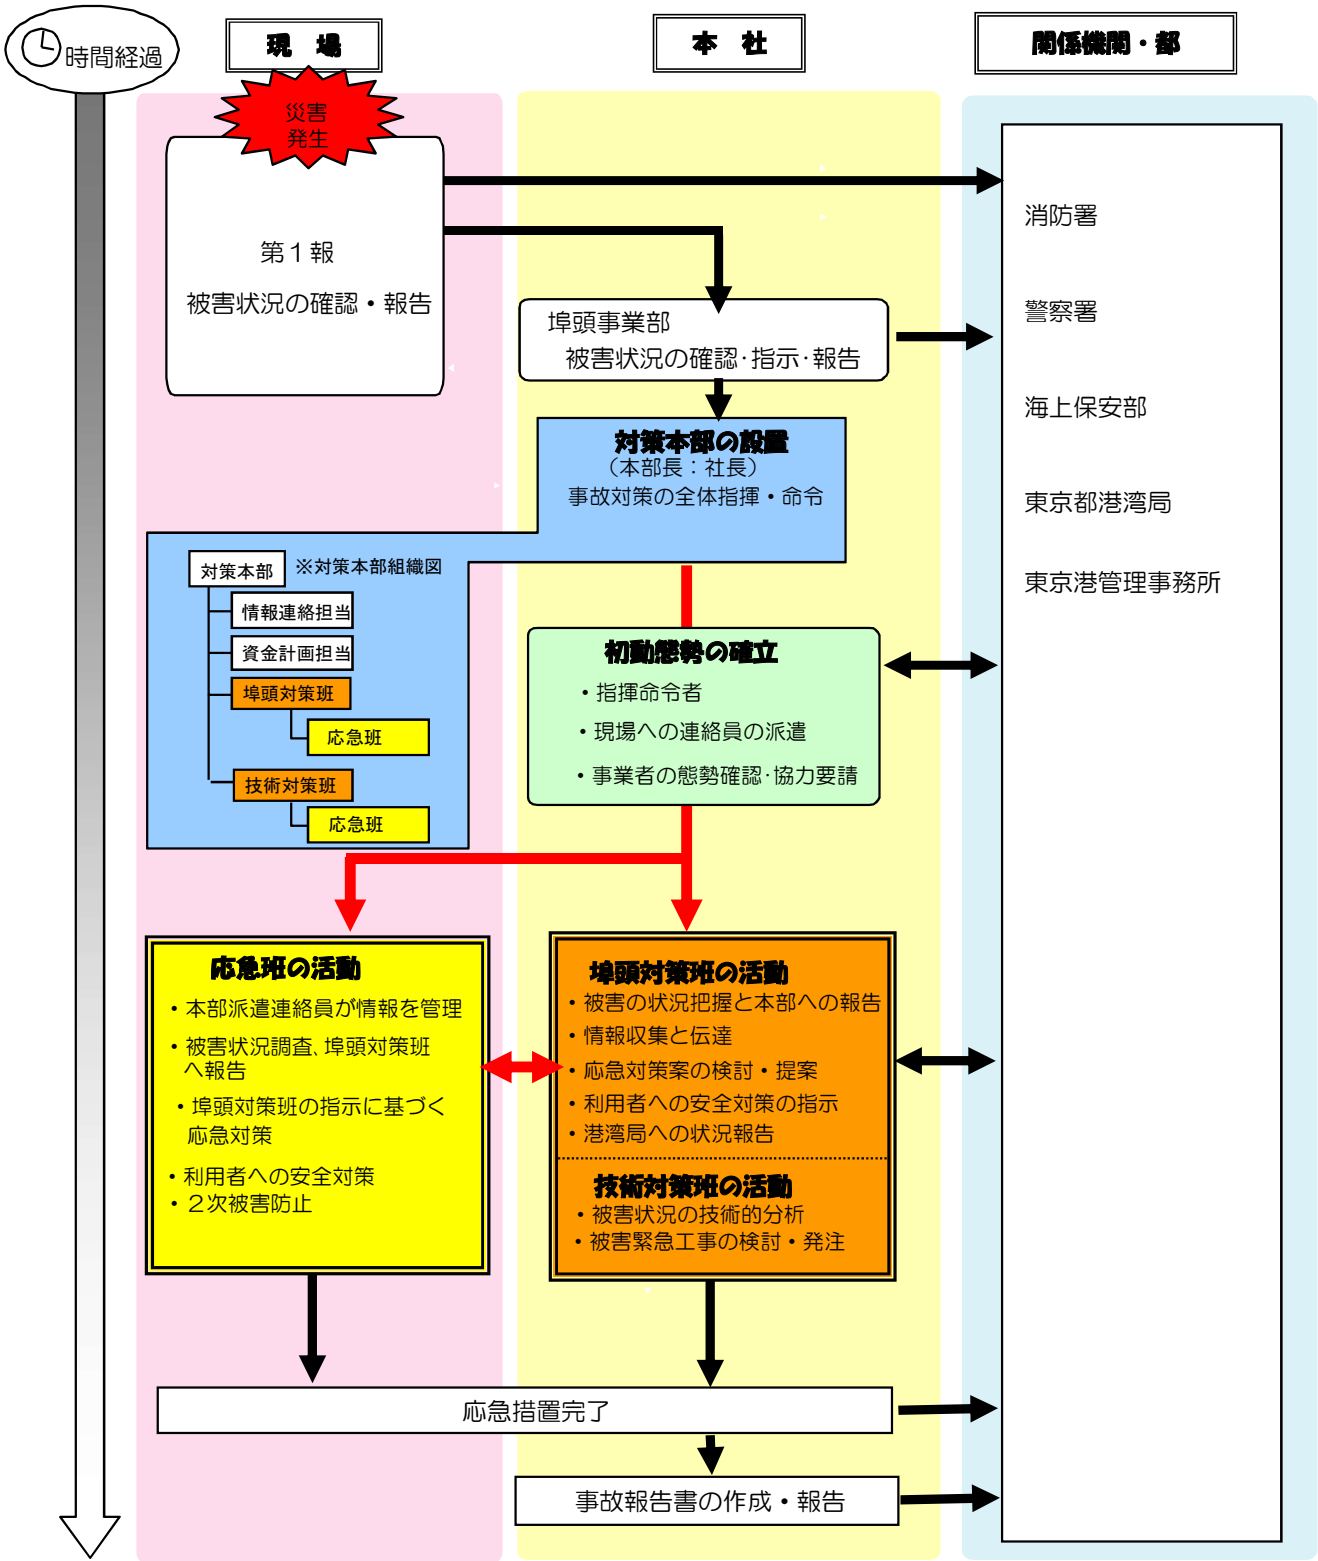 時間経過
現　場
本　社
関係機関・都
災害
発生
第１報
被害状況の確認・報告
埠頭事業部
被害状況の確認･指示･報告
対策本部の設置
（本部長：社長）
事故対策の全体指揮・命令
対策本部
※対策本部組織図
情報連絡担当
資金計画担当
埠頭対策班
応急班
技術対策班
応急班
初動態勢の確立
・指揮命令者
・現場への連絡員の派遣
・事業者の態勢確認･協力要請
消防署
警察署
海上保安部
東京都港湾局
東京港管理事務所
応急班の活動
・本部派遣連絡員が情報を管理
・被害状況調査､埠頭対策班
へ報告
・埠頭対策班の指示に基づく
応急対策
・利用者への安全対策
・２次被害防止
埠頭対策班の活動
・被害の状況把握と本部への報告
・情報収集と伝達
・応急対策案の検討・提案
・利用者への安全対策の指示
・港湾局への状況報告
技術対策班の活動
・被害状況の技術的分析
・被害緊急工事の検討・発注
応急措置完了
事故報告書の作成・報告